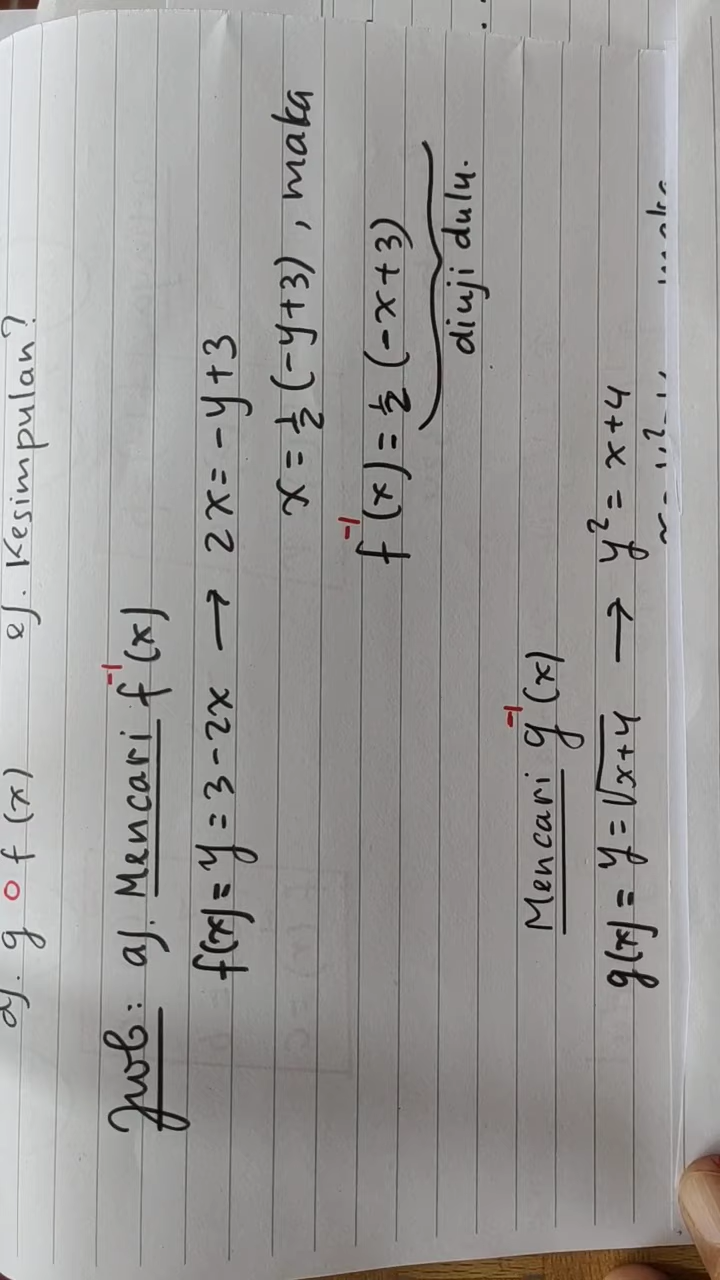 d). g o f(x) e). Kesimpulan?
Jwb: a). Mencari f⁻¹(x)
f(x) = y = 3 - 2x → 2x = -y + 3
x = ½ (-y + 3), maka
f⁻¹(x) = ½ (-x + 3)
diuji dulu.
Mencari g⁻¹(x)
g(x) = y = √x+4 → y² = x + 4